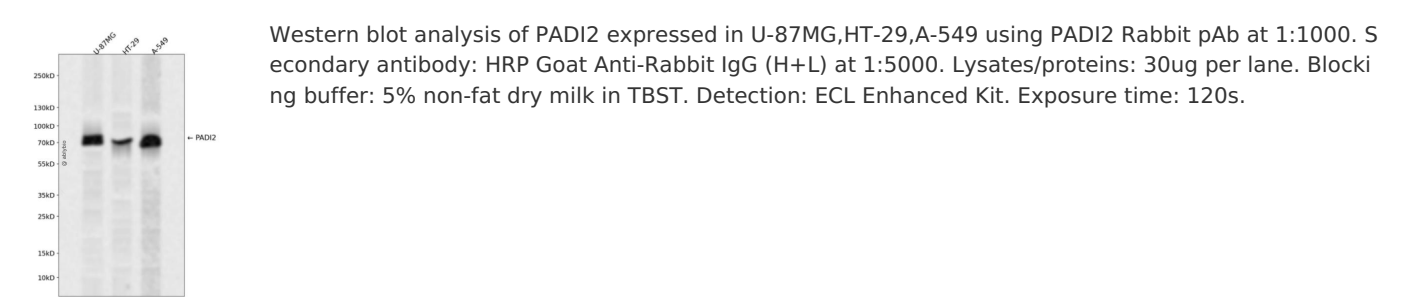 U-87MG HT-29 A-549
250kD
130kD
100kD
70kD
← PADI2
55kD
35kD
25kD
15kD
10kD
Western blot analysis of PADI2 expressed in U-87MG,HT-29,A-549 using PADI2 Rabbit pAb at 1:1000. S
econdary antibody: HRP Goat Anti-Rabbit IgG (H+L) at 1:5000. Lysates/proteins: 30ug per lane. Blocki
ng buffer: 5% non-fat dry milk in TBST. Detection: ECL Enhanced Kit. Exposure time: 120s.